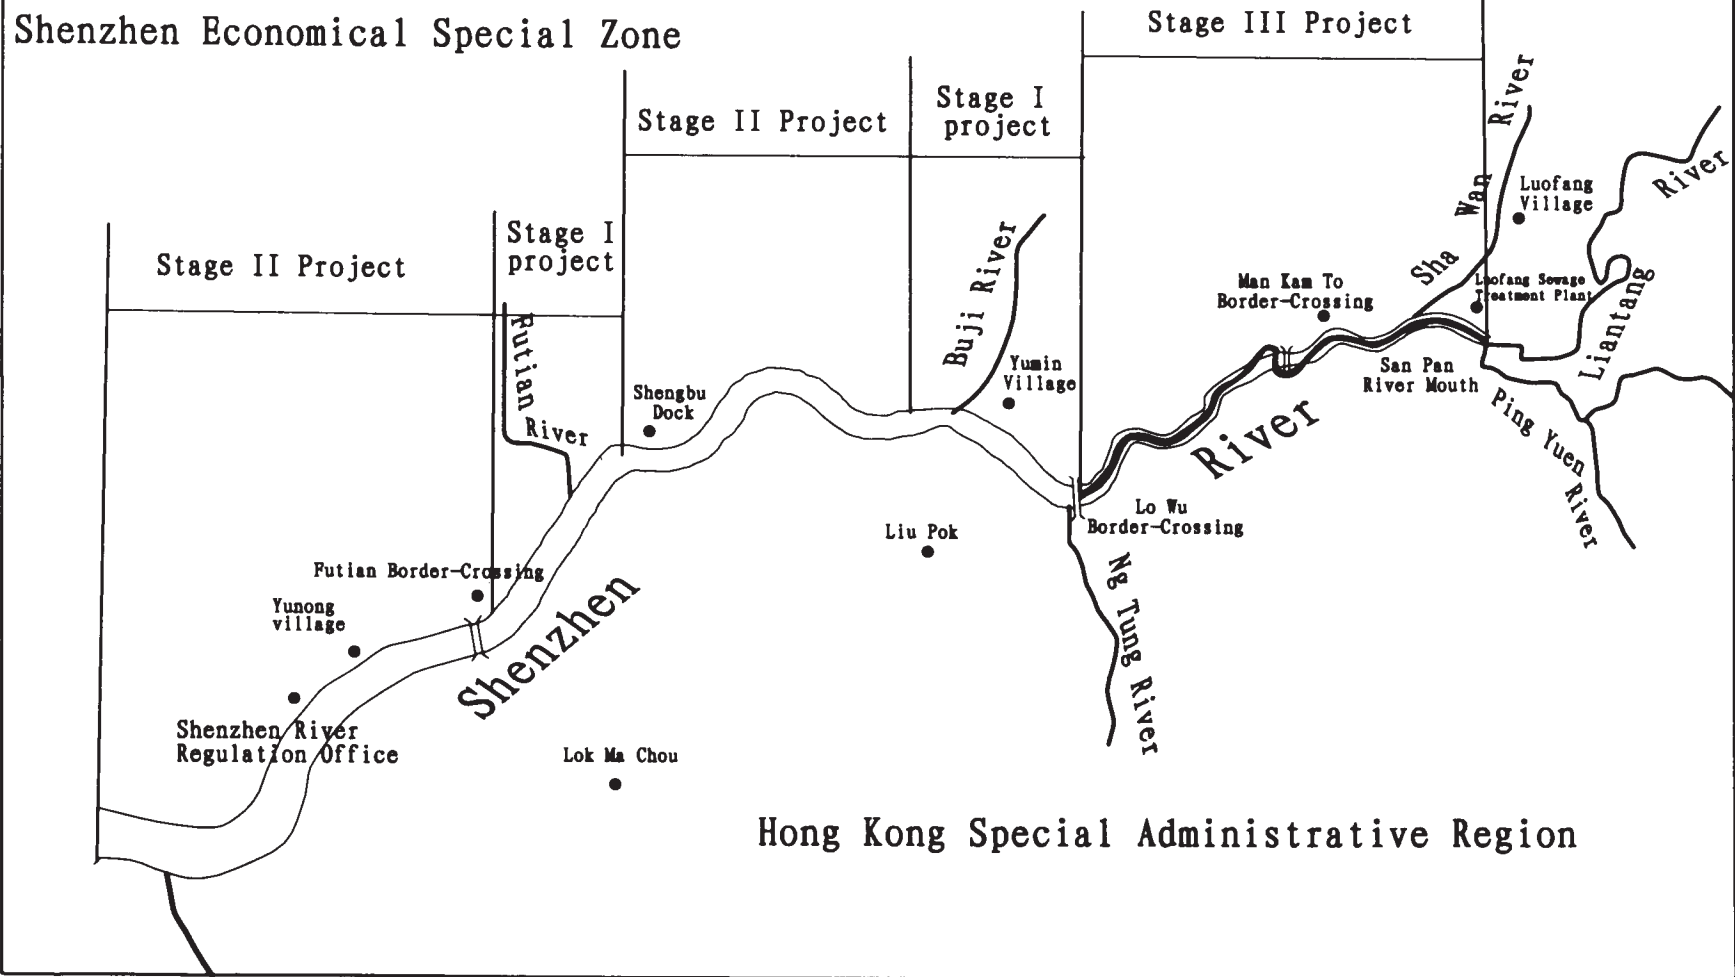 Shenzhen Economical Special Zone
Stage III Project
Stage I
project
Stage II Project
Stage I
project
Stage II Project
Sha Wan River
Luofang
Village
River
Liantang
Buji River
Man Kam To
Border-Crossing
Luofang Sewage
Treatment Plant
Futian
River
Yumin
Village
Shengbu
Dock
San Pan
River Mouth
Ping Yuen River
River
Lo Wu
Border-Crossing
Liu Pok
Ng Tung River
Futian Border-Crossing
Yunong
village
Shenzhen
Shenzhen River
Regulation Office
Lok Ma Chou
Hong Kong Special Administrative Region